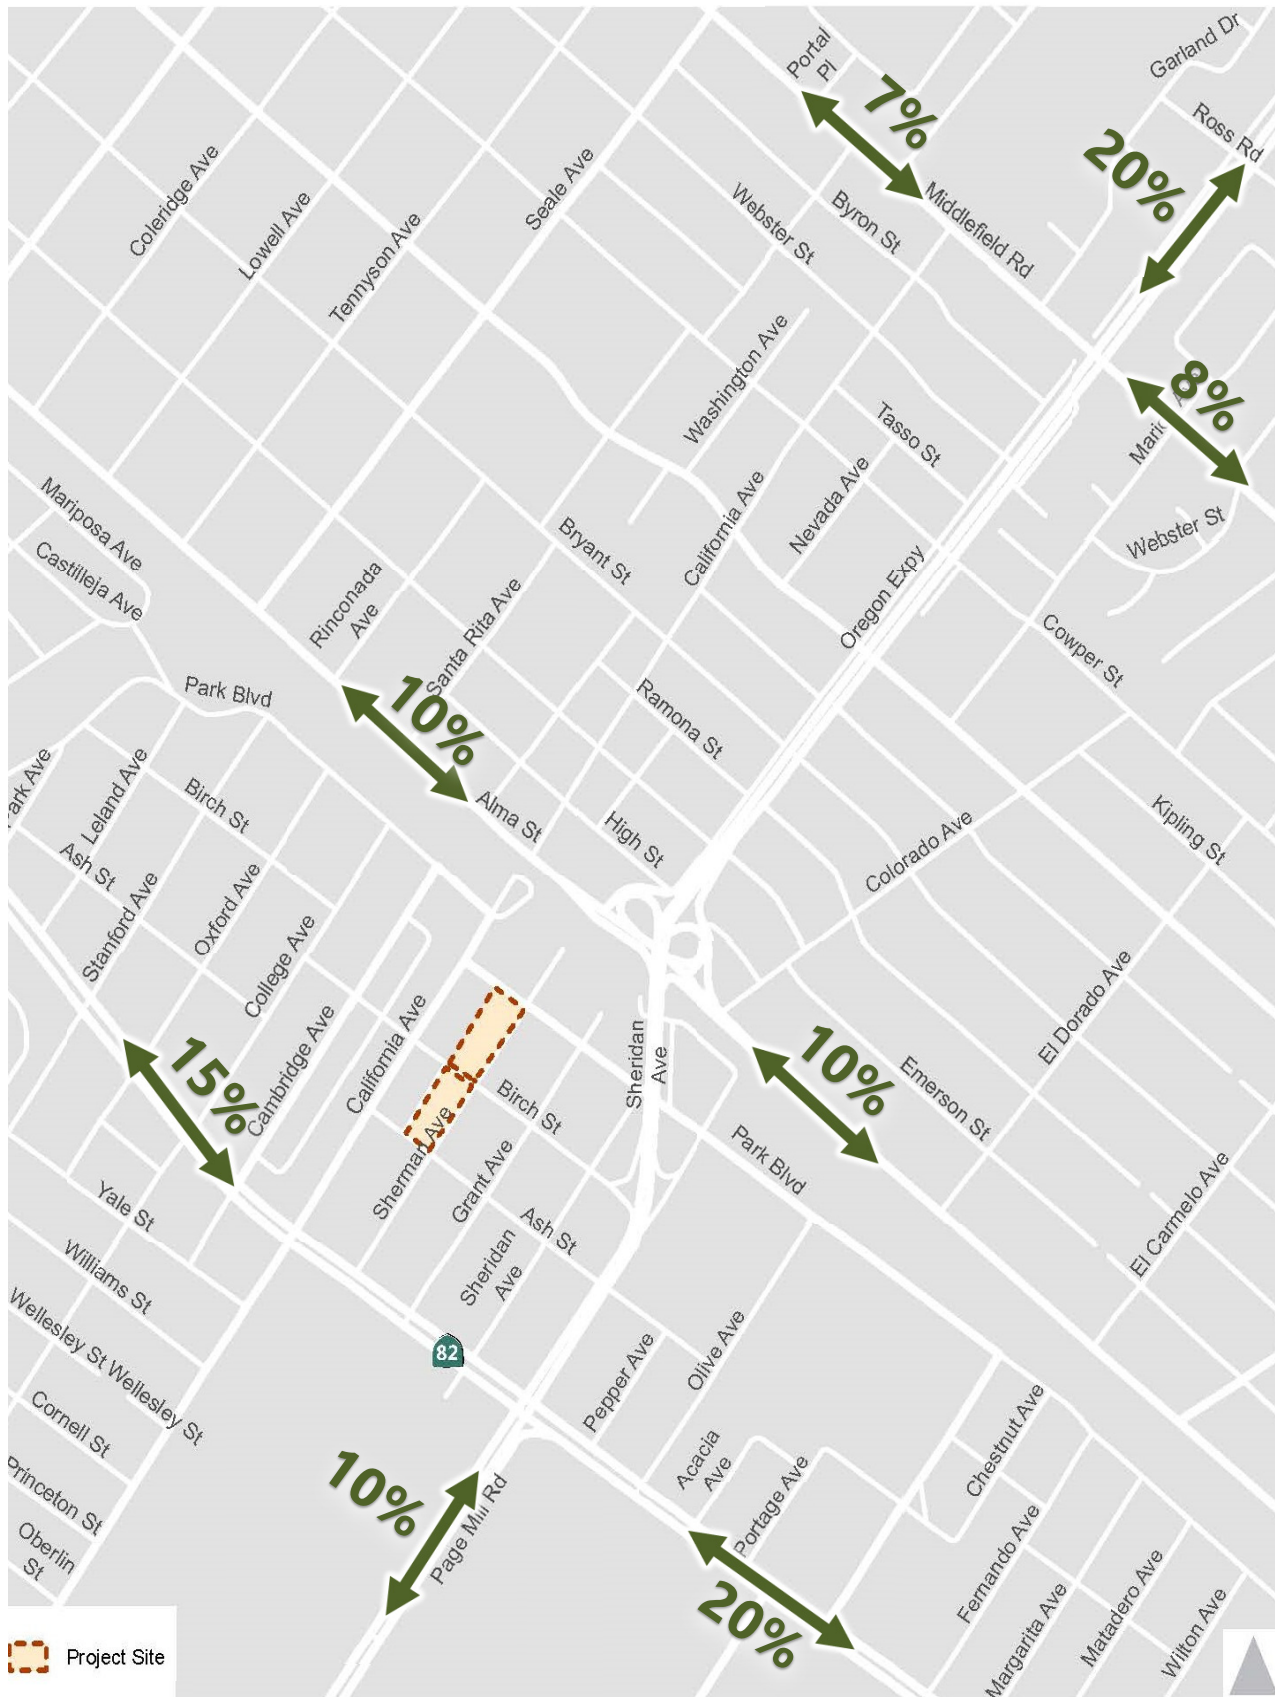 Portal
Pl
Garland Dr
7%
Ross Rd
20%
Coleridge Ave
Lowell Ave
Tennyson Ave
Seale Ave
Webster St
Byron St
Middlefield Rd
Washington Ave
8%
Tasso St
Webster St
Mariposa Ave
Castilleja Ave
Rinconada
Ave
Santa Rita Ave
Bryant St
California Ave
Nevada Ave
Oregon Expy
Cowper St
Park Blvd
10%
Ramona St
Alma St
High St
Colorado Ave
Kipling St
Leland Ave
Birch St
Ash St
Stanford Ave
Oxford Ave
College Ave
Cambridge Ave
California Ave
15%
Sheridan
Ave
10%
El Dorado Ave
Emerson St
Birch St
Sherman Ave
Grant Ave
Park Blvd
El Carmelo Ave
Ash St
Sheridan
Ave
Yale St
Williams St
Wellesley St
Wellesley St
82
Pepper Ave
Olive Ave
Cornell St
Princeton St
Oberlin
St
10%
Page Mill Rd
Acacia
Ave
Portage Ave
Chestnut Ave
20%
Fernando Ave
Margarita Ave
Matadero Ave
Wilton Ave
Project Site